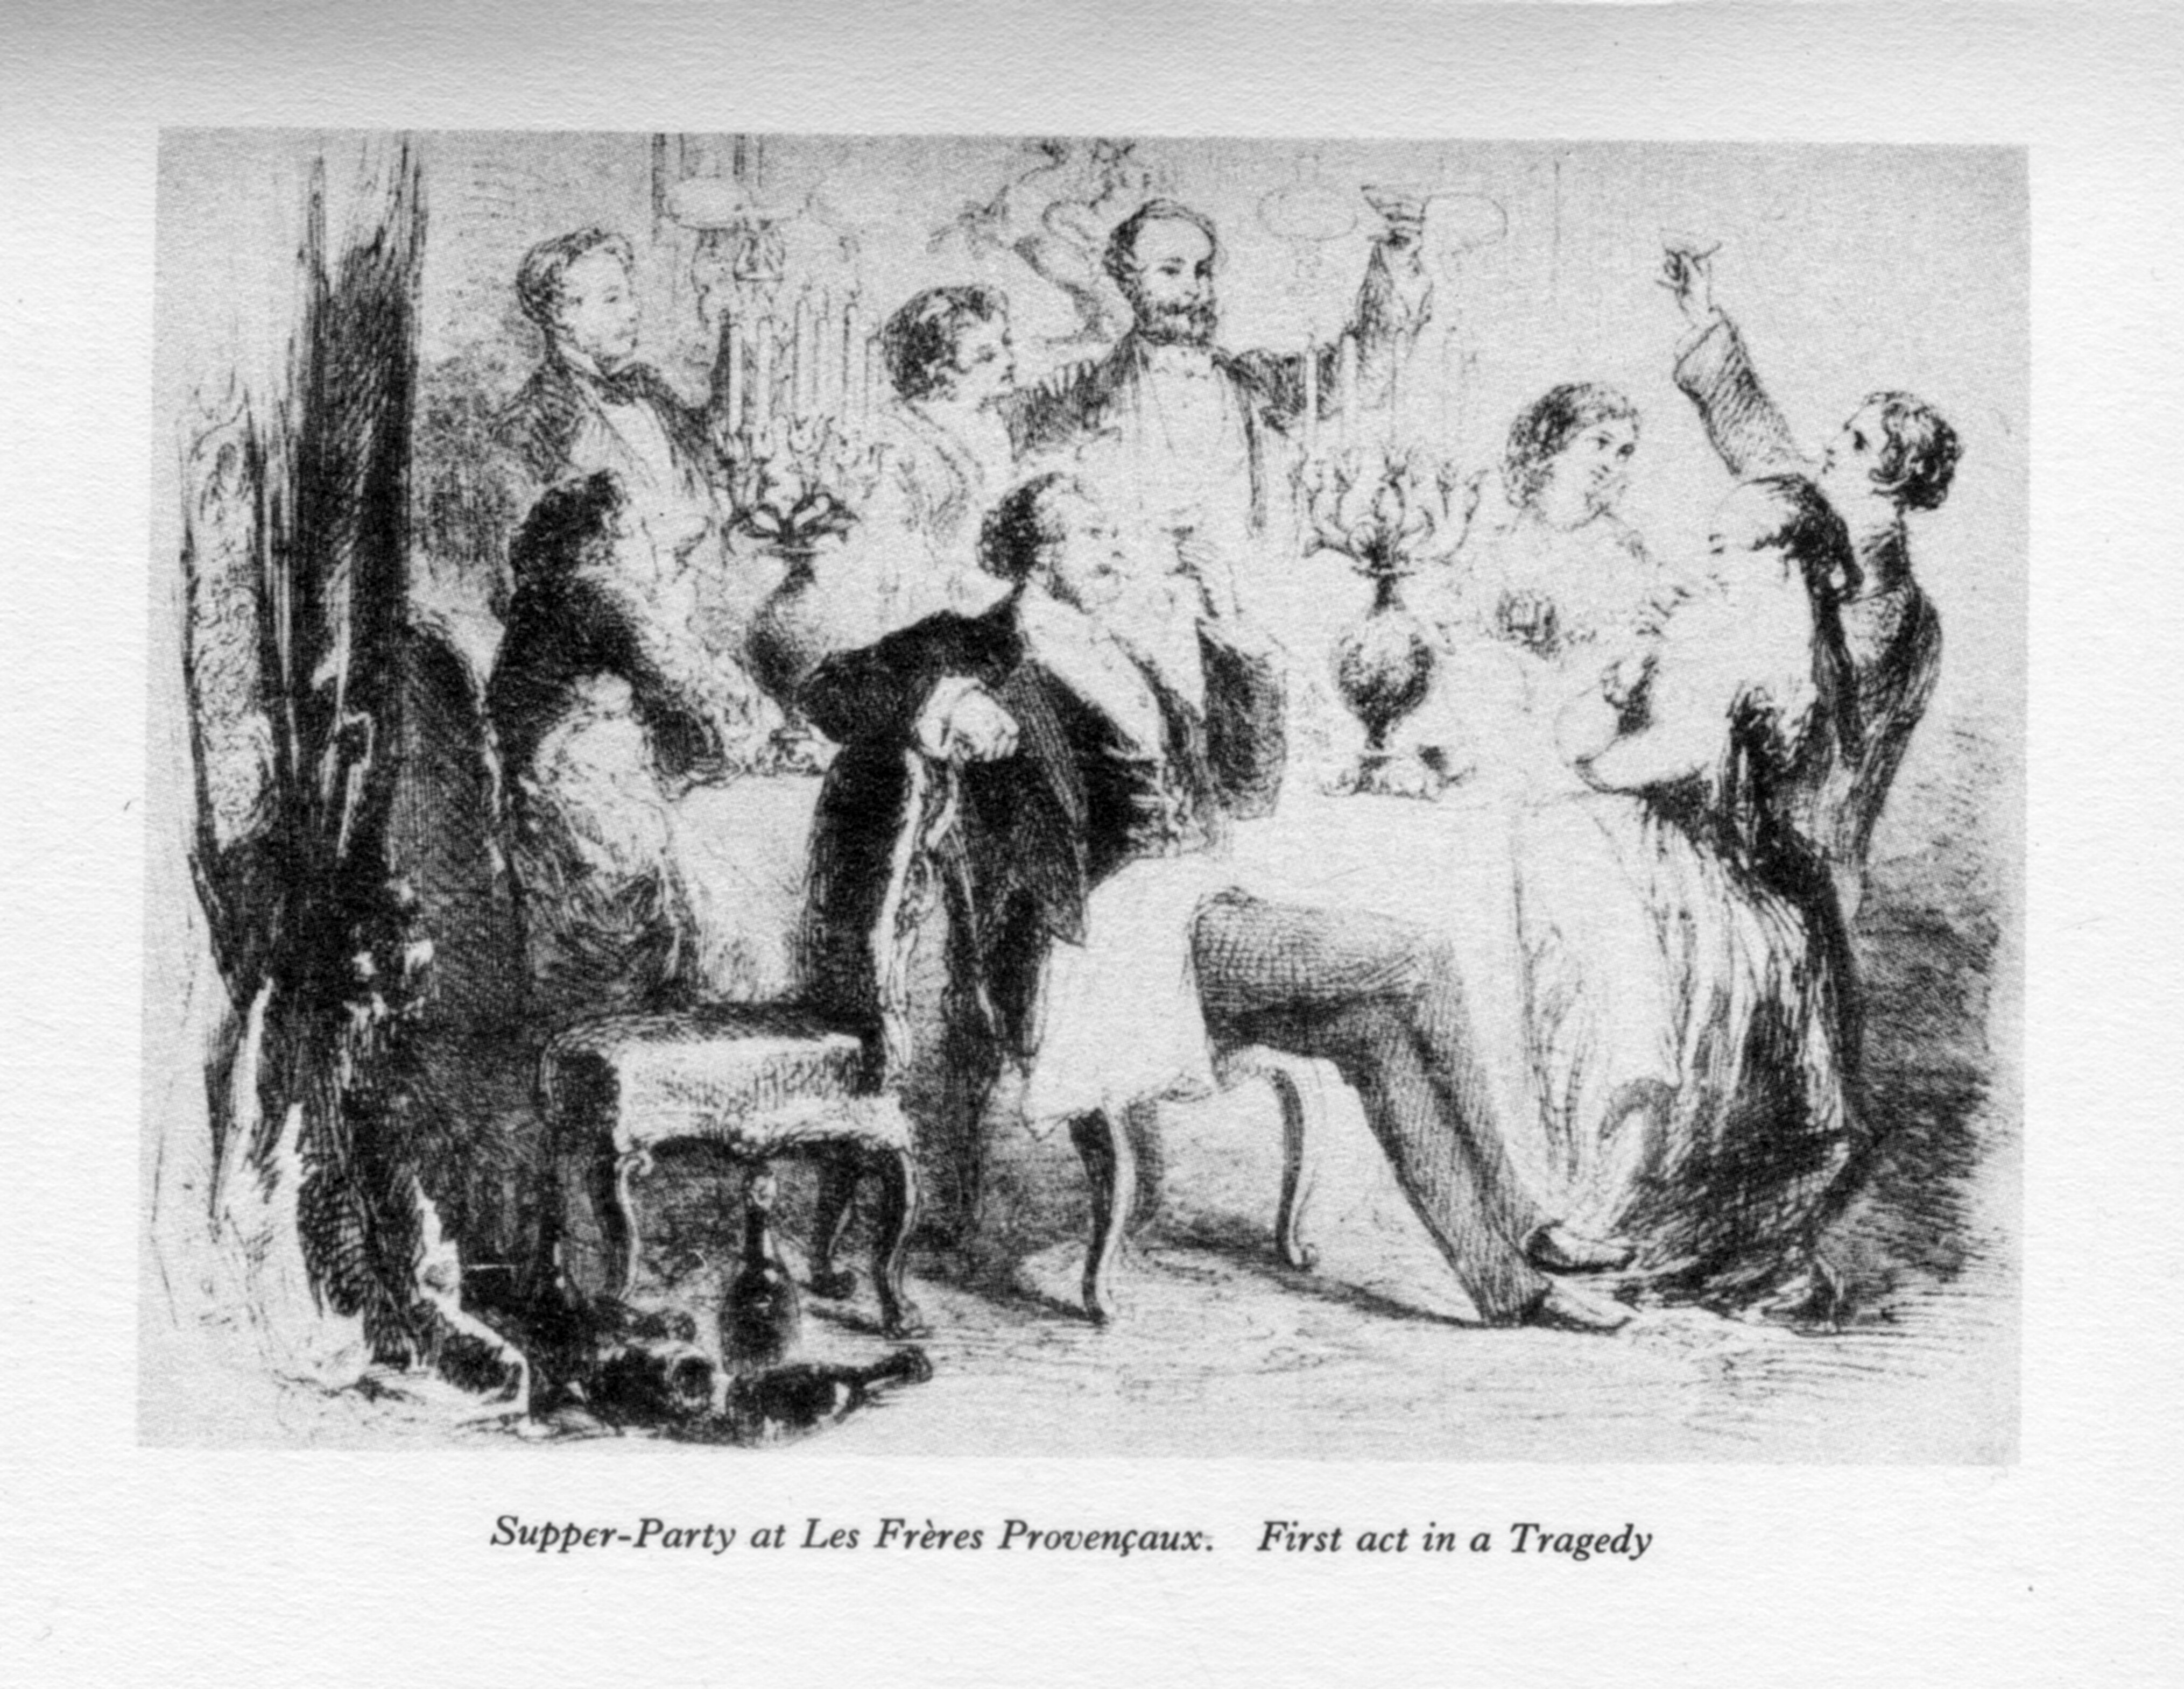 Supper-Party at Les Frères Provençaux. First act in a Tragedy